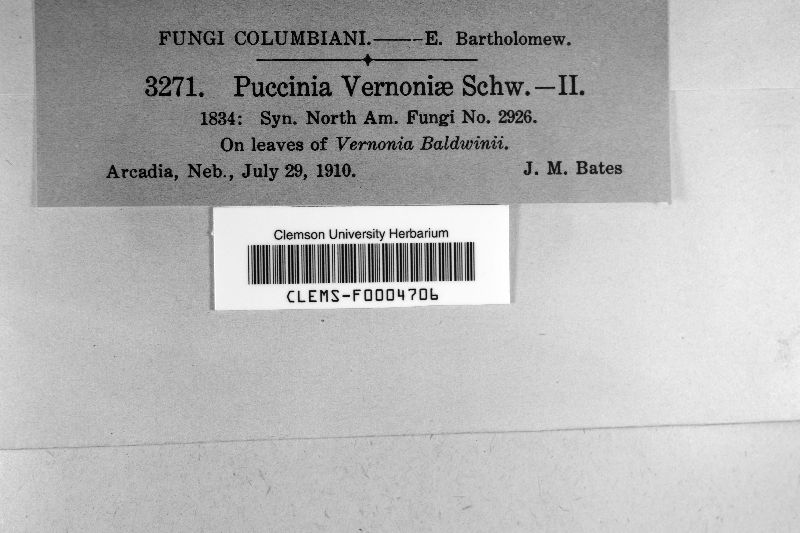 FUNGI COLUMBIANI.——E. Bartholomew.
3271. Puccinia Vernoniæ Schw.—II.
1834: Syn. North Am. Fungi No. 2926.
On leaves of Vernonia Baldwinii.
Arcadia, Neb., July 29, 1910. J. M. Bates
Clemson University Herbarium
CLEMS-F0004706